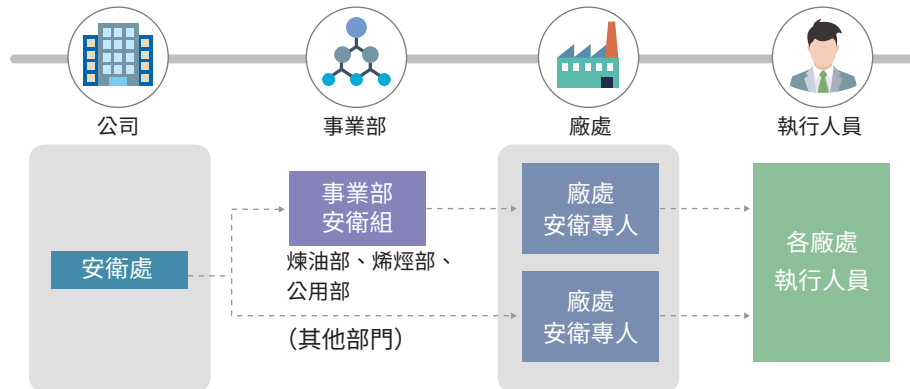 公司
事業部
廠處
執行人員
安衛處
事業部
安衛組
煉油部、烯烴部、
公用部
(其他部門)
廠處
安衛專人
廠處
安衛專人
各廠處
執行人員